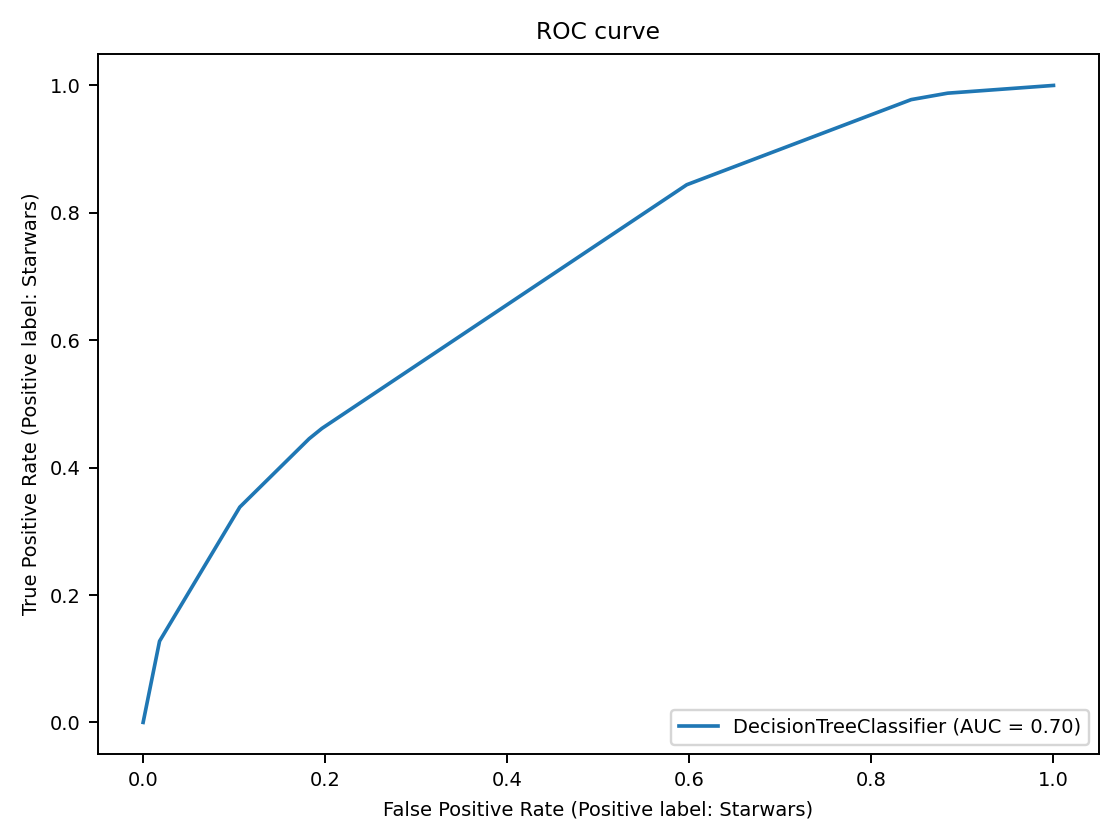 ROC curve
1.0
0.8
0.6
0.4
0.2
0.0
True Positive Rate (Positive label: Starwars)
DecisionTreeClassifier (AUC = 0.70)
0.0 0.2 0.4 0.6 0.8 1.0
False Positive Rate (Positive label: Starwars)